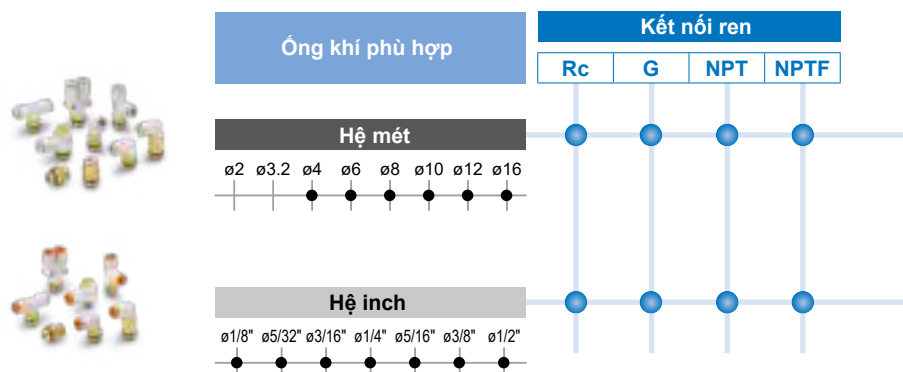 Ống khí phù hợp
Kết nối ren
Rc G NPT NPTF
Hệ mét
ø2 ø3.2 ø4 ø6 ø8 ø10 ø12 ø16
Hệ inch
ø1/8" ø5/32" ø3/16" ø1/4" ø5/16" ø3/8" ø1/2"